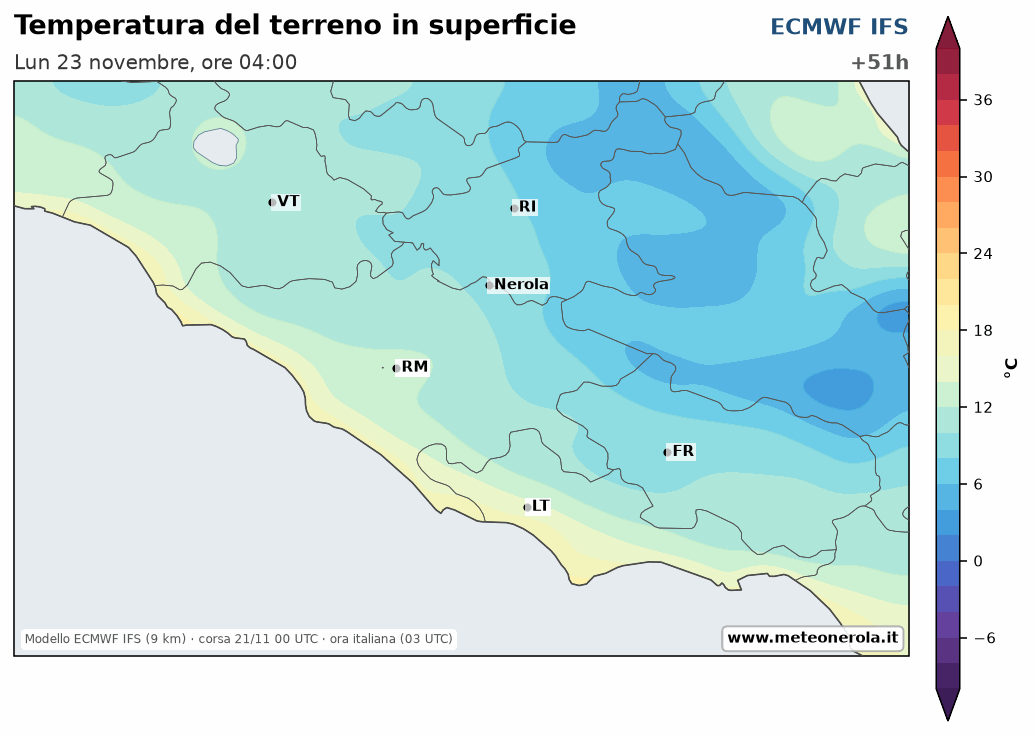 Temperatura del terreno in superficie
ECMWF IFS
Lun 23 novembre, ore 04:00
+51h
VT
RI
Nerola
RM
FR
LT
36
30
24
18
12
6
0
−6
°C
Modello ECMWF IFS (9 km) · corsa 21/11 00 UTC · ora italiana (03 UTC)
www.meteonerola.it